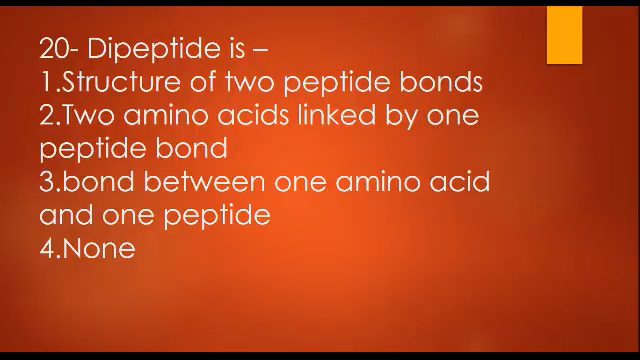 20- Dipeptide is –
1.Structure of two peptide bonds
2.Two amino acids linked by one
peptide bond
3.bond between one amino acid
and one peptide
4.None